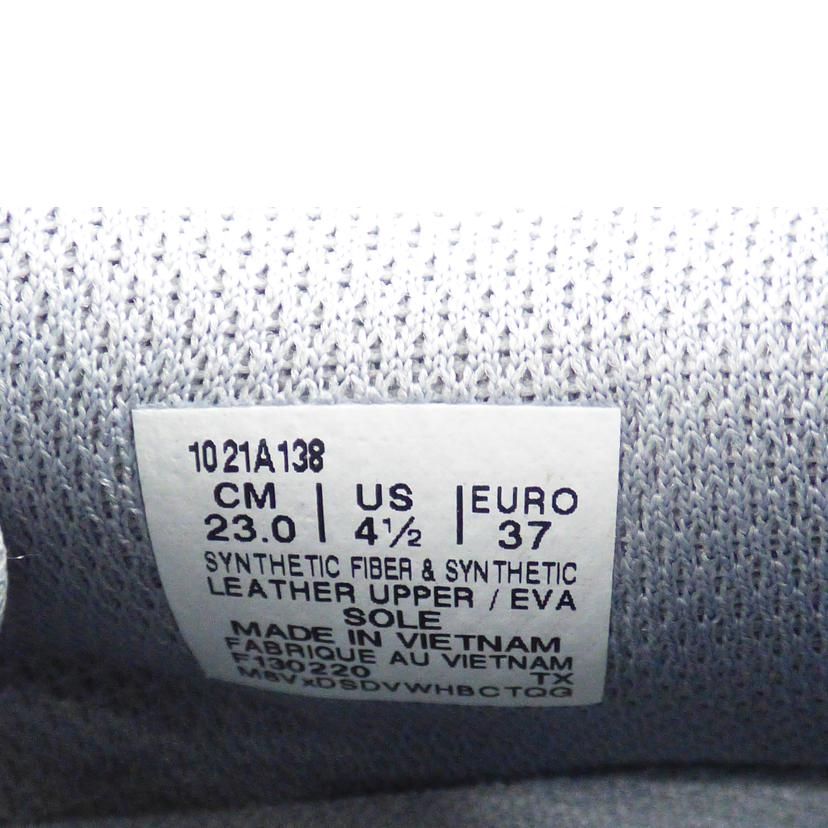 1021A138
CM | US | EURO
23.0 | 4½ | 37
SYNTHETIC FIBER & SYNTHETIC
LEATHER UPPER / EVA
SOLE
MADE IN VIETNAM
FABRIQUE AU VIETNAM
F130220 TX
M8VxDSDVWHBCTQG